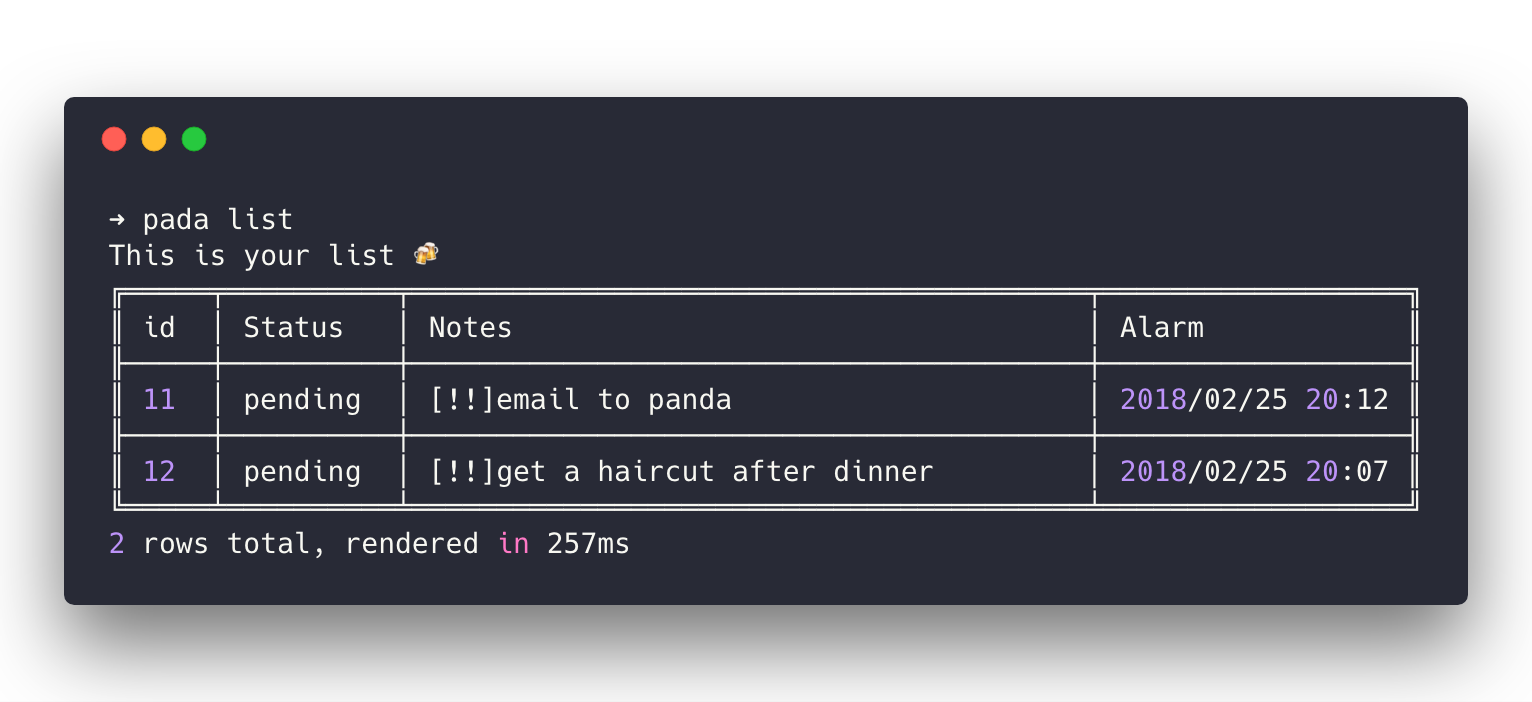 ➜ pada list
This is your list 🍻
id Status Notes Alarm
11 pending [!!]email to panda 2018/02/25 20:12
12 pending [!!]get a haircut after dinner 2018/02/25 20:07
2 rows total, rendered in 257ms